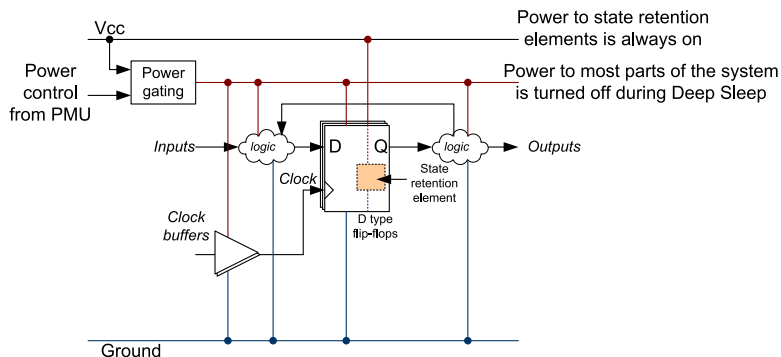 Vcc
Power to state retention
elements is always on
Power
control
from PMU
Power
gating
Power to most parts of the system
is turned off during Deep Sleep
Inputs
logic
D
Q
logic
Outputs
Clock
State
retention
element
D type
flip-flops
Clock
buffers
Ground